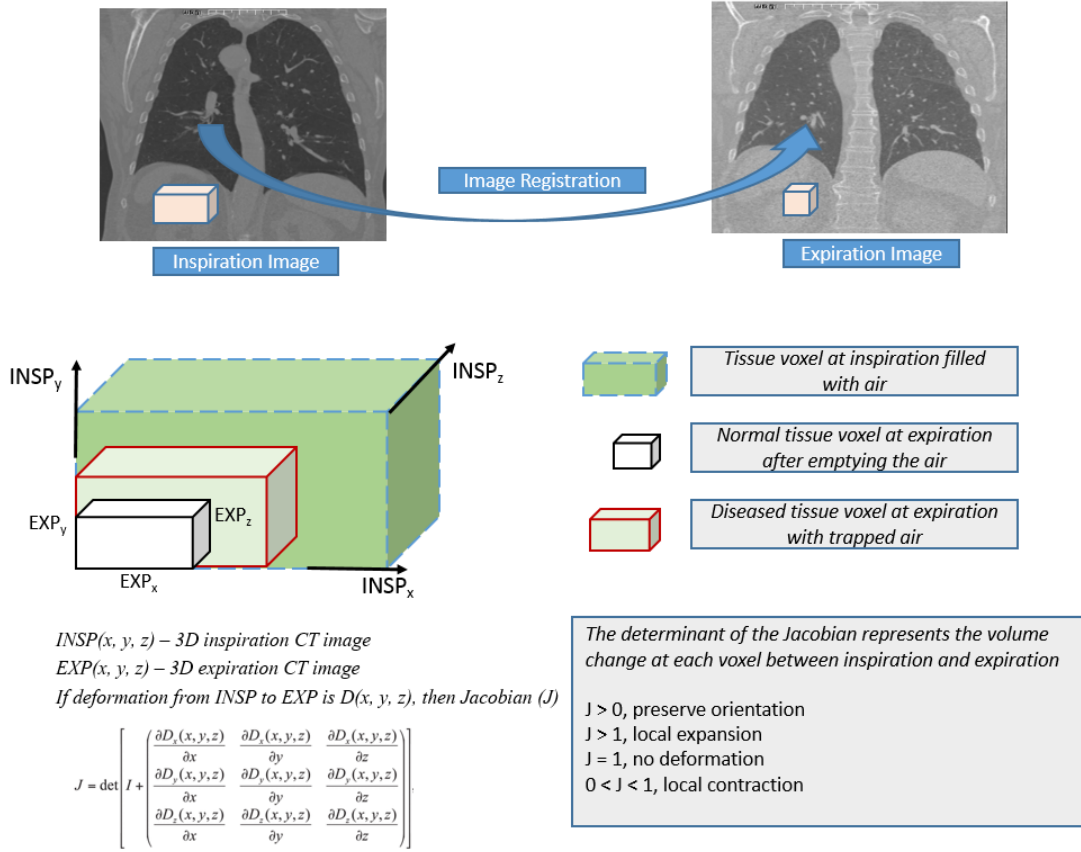 Image Registration
Inspiration Image
Expiration Image
INSPy
INSPz
EXPy
EXPz
EXPx
INSPx
Tissue voxel at inspiration filled
with air
Normal tissue voxel at expiration
after emptying the air
Diseased tissue voxel at expiration
with trapped air
INSP(x, y, z) – 3D inspiration CT image
EXP(x, y, z) – 3D expiration CT image
If deformation from INSP to EXP is D(x, y, z), then Jacobian (J)
J = det[I + (∂Dx(x,y,z)/∂x ∂Dx(x,y,z)/∂y ∂Dx(x,y,z)/∂z
∂Dy(x,y,z)/∂x ∂Dy(x,y,z)/∂y ∂Dy(x,y,z)/∂z
∂Dz(x,y,z)/∂x ∂Dz(x,y,z)/∂y ∂Dz(x,y,z)/∂z)],
The determinant of the Jacobian represents the volume
change at each voxel between inspiration and expiration
J > 0, preserve orientation
J > 1, local expansion
J = 1, no deformation
0 < J < 1, local contraction